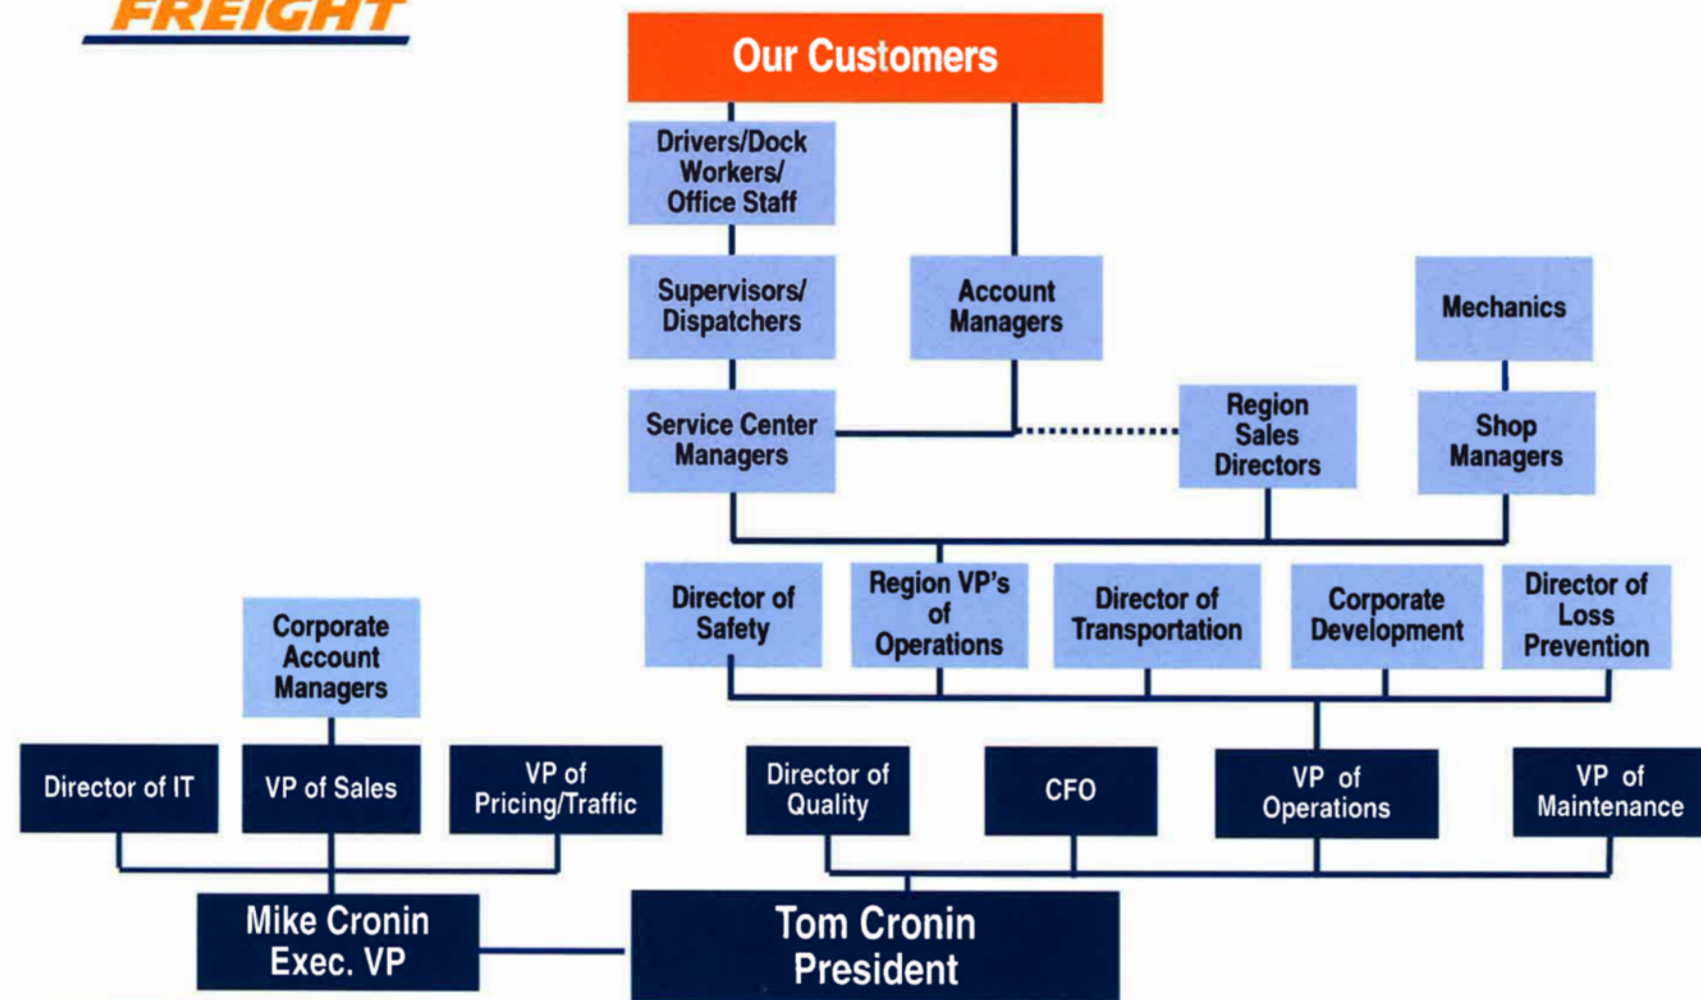 FREIGHT
Our Customers
Drivers/Dock
Workers/
Office Staff
Supervisors/
Dispatchers
Account
Managers
Mechanics
Service Center
Managers
Region
Sales
Directors
Shop
Managers
Director of
Safety
Region VP's
of
Operations
Director of
Transportation
Corporate
Development
Director of
Loss
Prevention
Corporate
Account
Managers
Director of IT
VP of Sales
VP of
Pricing/Traffic
Director of
Quality
CFO
VP of
Operations
VP of
Maintenance
Mike Cronin
Exec. VP
Tom Cronin
President